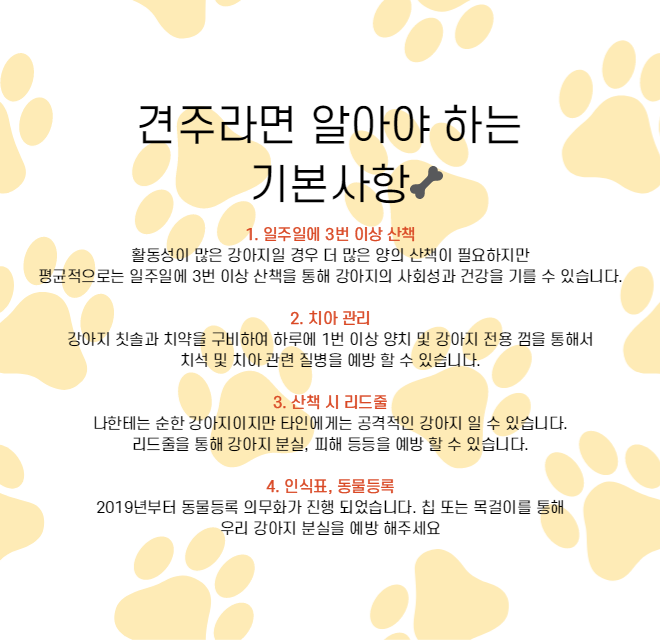 견주라면 알아야 하는
기본사항
1. 일주일에 3번 이상 산책
활동성이 많은 강아지일 경우 더 많은 양의 산책이 필요하지만
평균적으로는 일주일에 3번 이상 산책을 통해 강아지의 사회성과 건강을 기를 수 있습니다.
2. 치아 관리
강아지 칫솔과 치약을 구비하여 하루에 1번 이상 양치 및 강아지 전용 껌을 통해서
치석 및 치아 관련 질병을 예방 할 수 있습니다.
3. 산책 시 리드줄
나한테는 순한 강아지이지만 타인에게는 공격적인 강아지 일 수 있습니다.
리드줄을 통해 강아지 분실, 피해 등등을 예방 할 수 있습니다.
4. 인식표, 동물등록
2019년부터 동물등록 의무화가 진행 되었습니다. 칩 또는 목걸이를 통해
우리 강아지 분실을 예방 해주세요